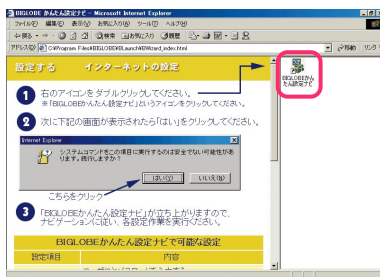 BIGLOBE かんたん設定ナビ - Microsoft Internet Explorer
ファイル(F) 編集(E) 表示(V) お気に入り(A) ツール(T) ヘルプ(H)
戻る 検索 お気に入り 履歴
アドレス(D) C:\Program Files\BIGLOBE\BLaunch\BIWizard_index.html 移動 リンク
設定する インターネットの設定
1 右のアイコンをダブルクリックしてください。
※「BIGLOBEかんたん設定ナビ」というアイコンをクリックしてください。
BIGLOBEかん
たん設定ナビ
2 次に下記の画面が表示されたら「はい」をクリックしてください。
Internet Explorer
システムコマンドをこの項目に実行するのは安全でない可能性があ
ります。続行しますか?
はい(Y) いいえ(N)
こちらをクリック
3 「BIGLOBEかんたん設定ナビ」が立ち上がりますので、
ナビゲーションに従い、各設定作業を実行ください。
BIGLOBEかんたん設定ナビで可能な設定
設定項目 内容